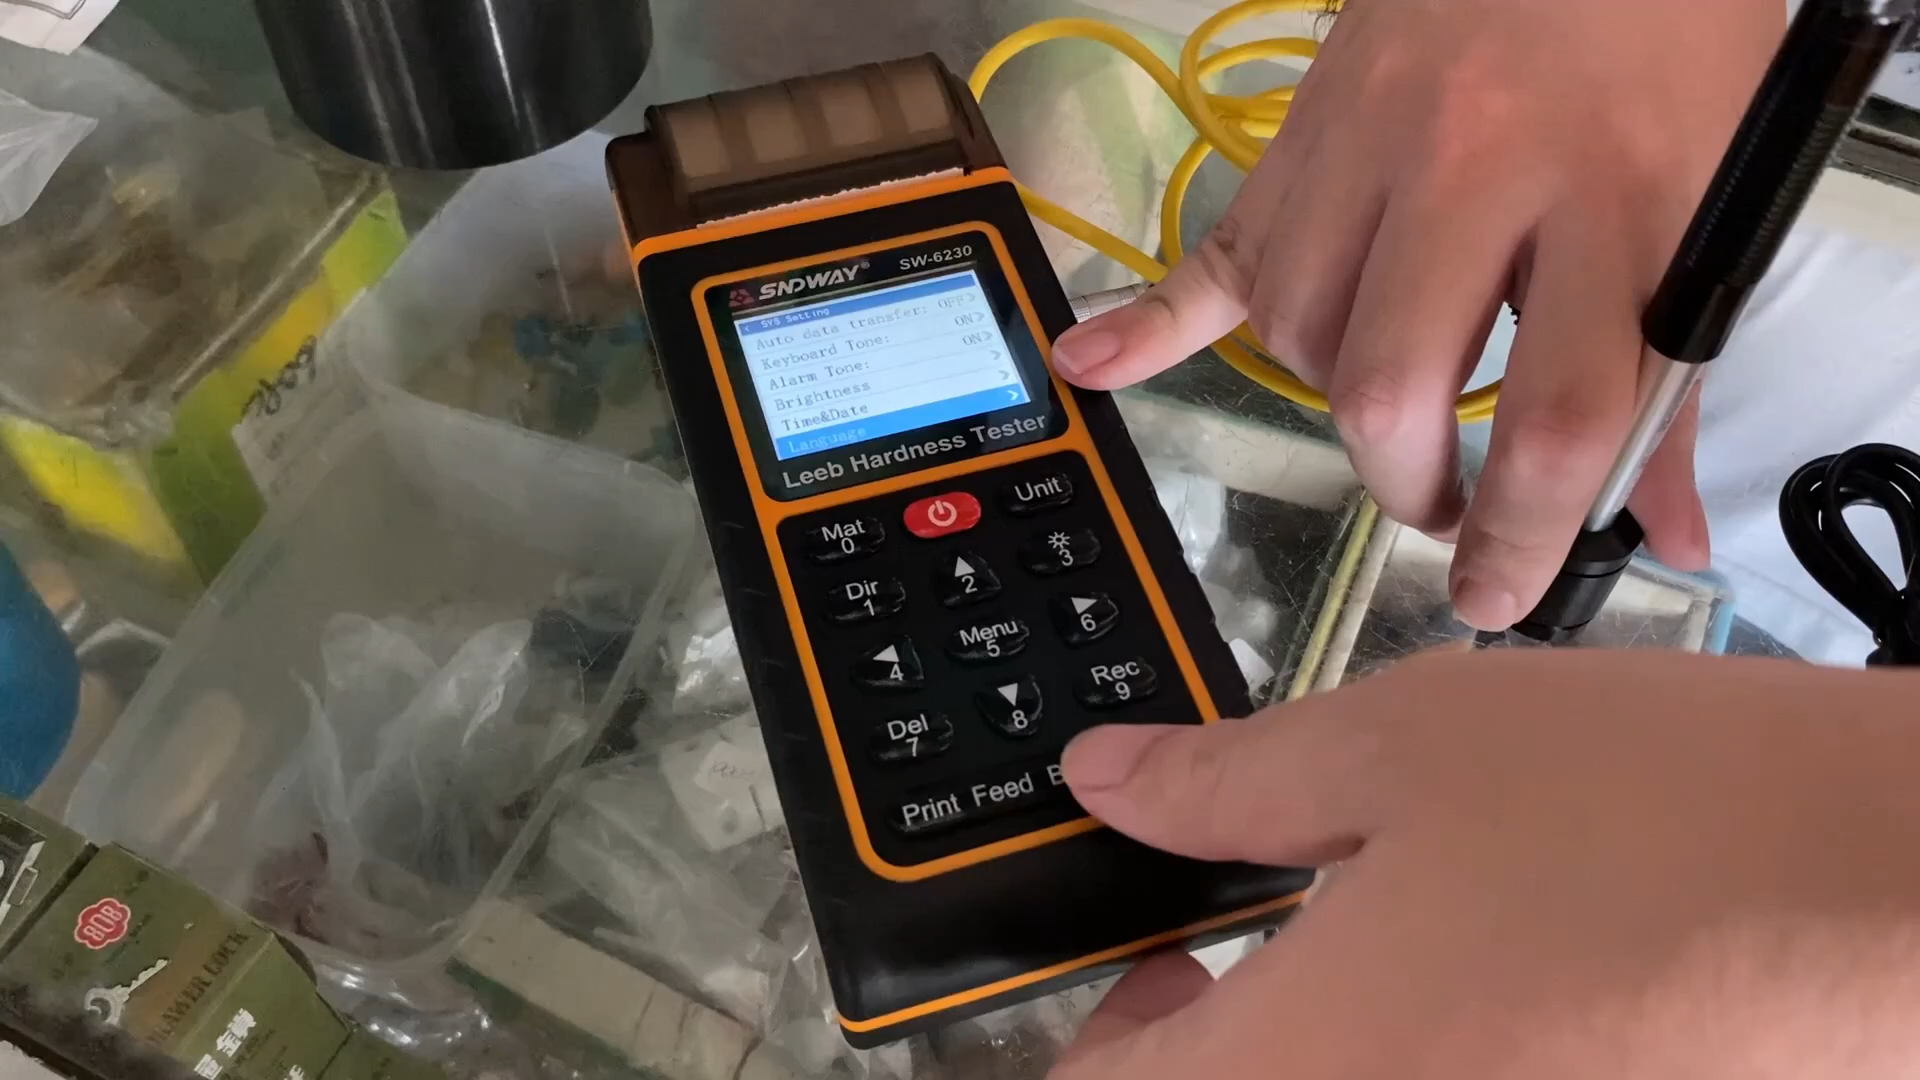 SNDWAY® SW-6230
< SYS Setting
Auto data transfer: OFF >
Keyboard Tone: ON >
Alarm Tone: ON >
Brightness >
Time&Date >
Language >
Leeb Hardness Tester
Unit
Mat
0
3
Dir
1
2
6
Menu
5
4
Rec
9
8
Del
7
Print Feed
808